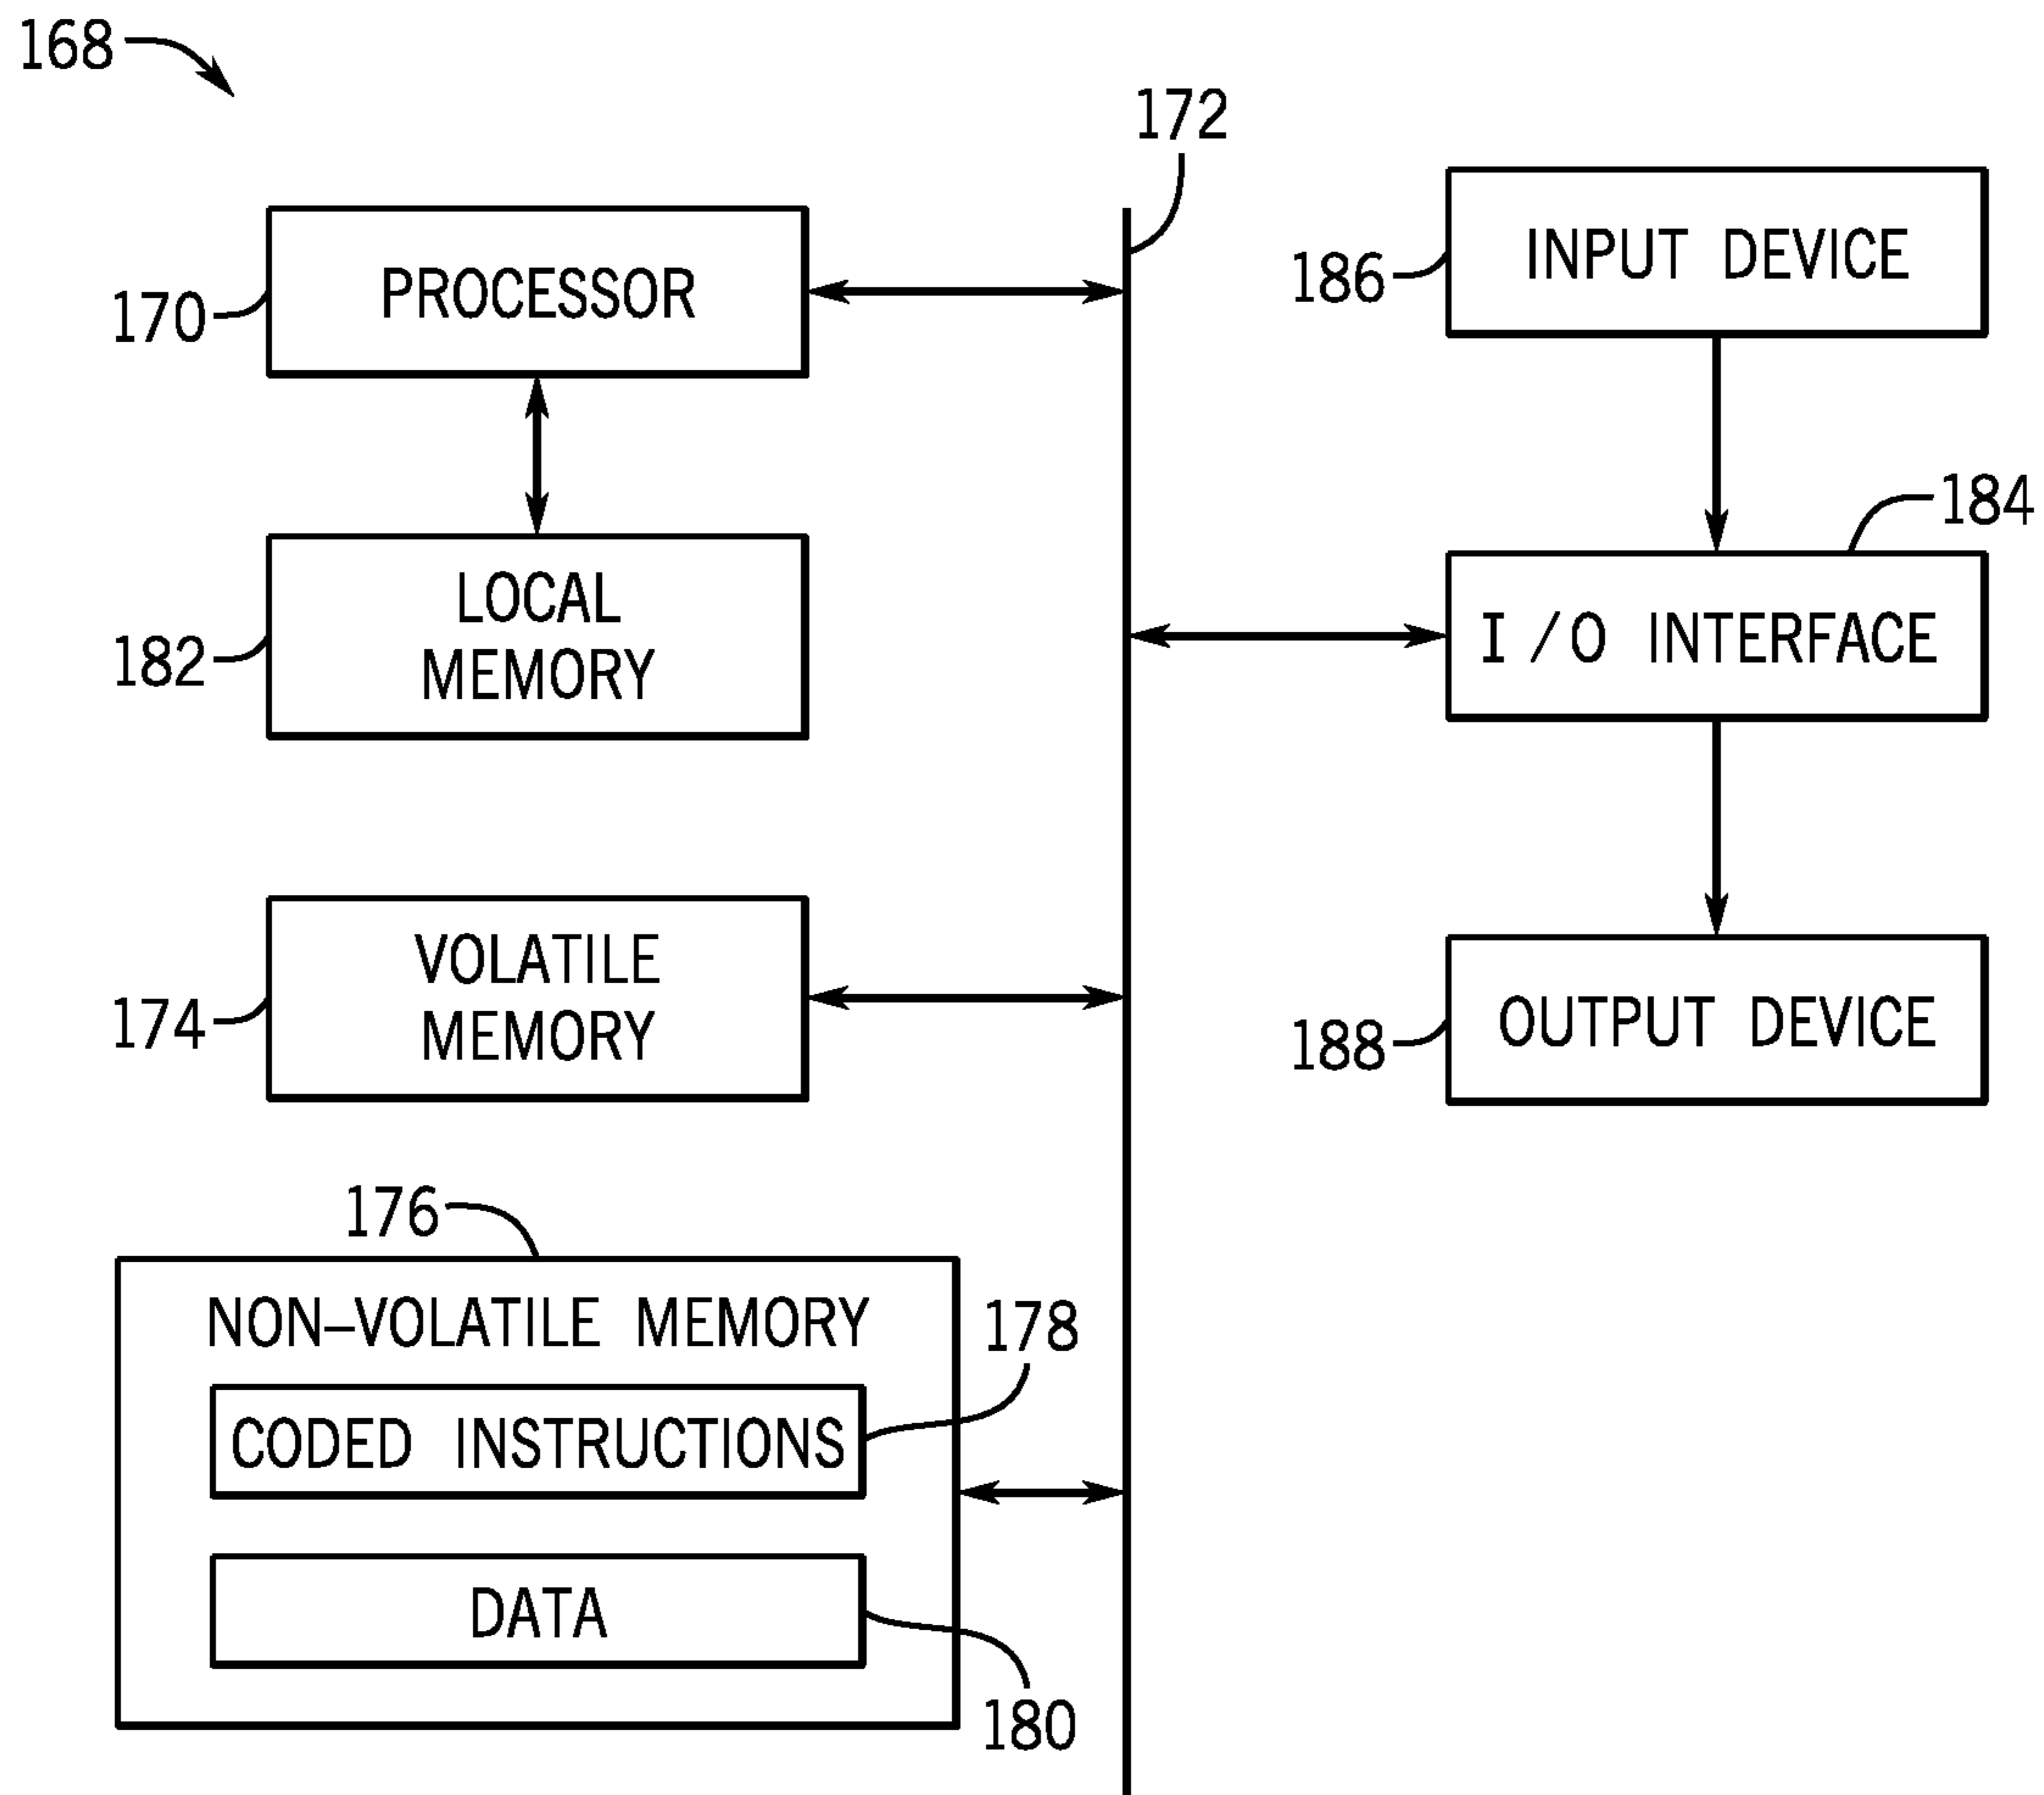 168
172
PROCESSOR
170
INPUT DEVICE
186
LOCAL
MEMORY
182
184
I/O INTERFACE
VOLATILE
MEMORY
174
OUTPUT DEVICE
188
176
NON-VOLATILE MEMORY
178
CODED INSTRUCTIONS
DATA
180